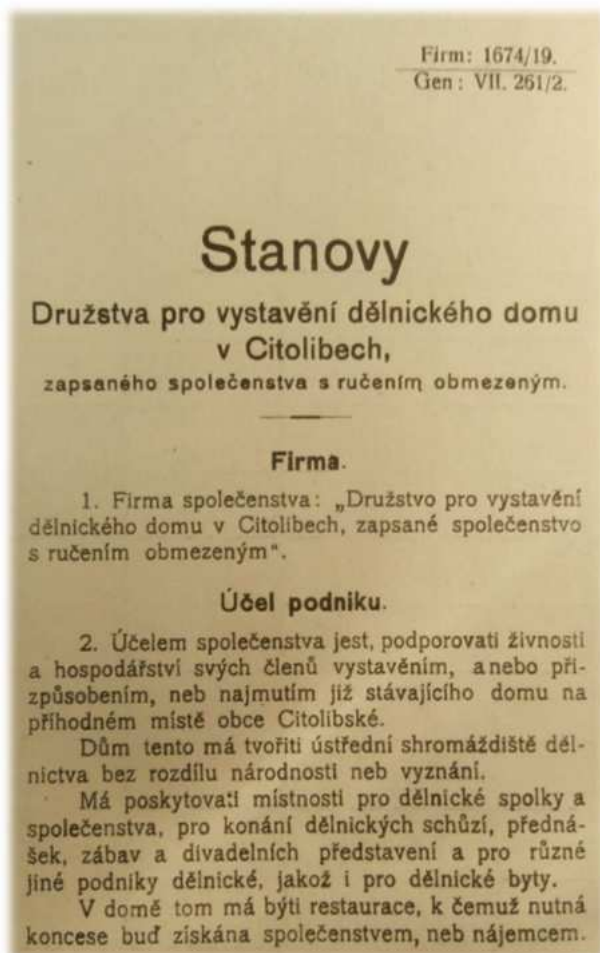 Firm: 1674/19.
Gen: VII. 261/2.
Stanovy
Družstva pro vystavění dělnického domu
v Citolibech,
zapsaného společenstva s ručením obmezeným.
Firma.
1. Firma společenstva: „Družstvo pro vystavění
dělnického domu v Citolibech, zapsané společenstvo
s ručením obmezeným“.
Účel podniku.
2. Účelem společenstva jest, podporovati živnosti
a hospodářství svých členů vystavěním, anebo při-
způsobením, neb najmutím již stávajícího domu na
příhodném místě obce Citolibské.
Dům tento má tvořiti ústřední shromáždiště děl-
nictva bez rozdílu národnosti neb vyznání.
Má poskytovati místnosti pro dělnické spolky a
společenstva, pro konání dělnických schůzí, předná-
šek, zábav a divadelních představení a pro různé
jiné podniky dělnické, jakož i pro dělnické byty.
V domě tom má býti restaurace, k čemuž nutná
koncese buď získána společenstvem, neb nájemcem.